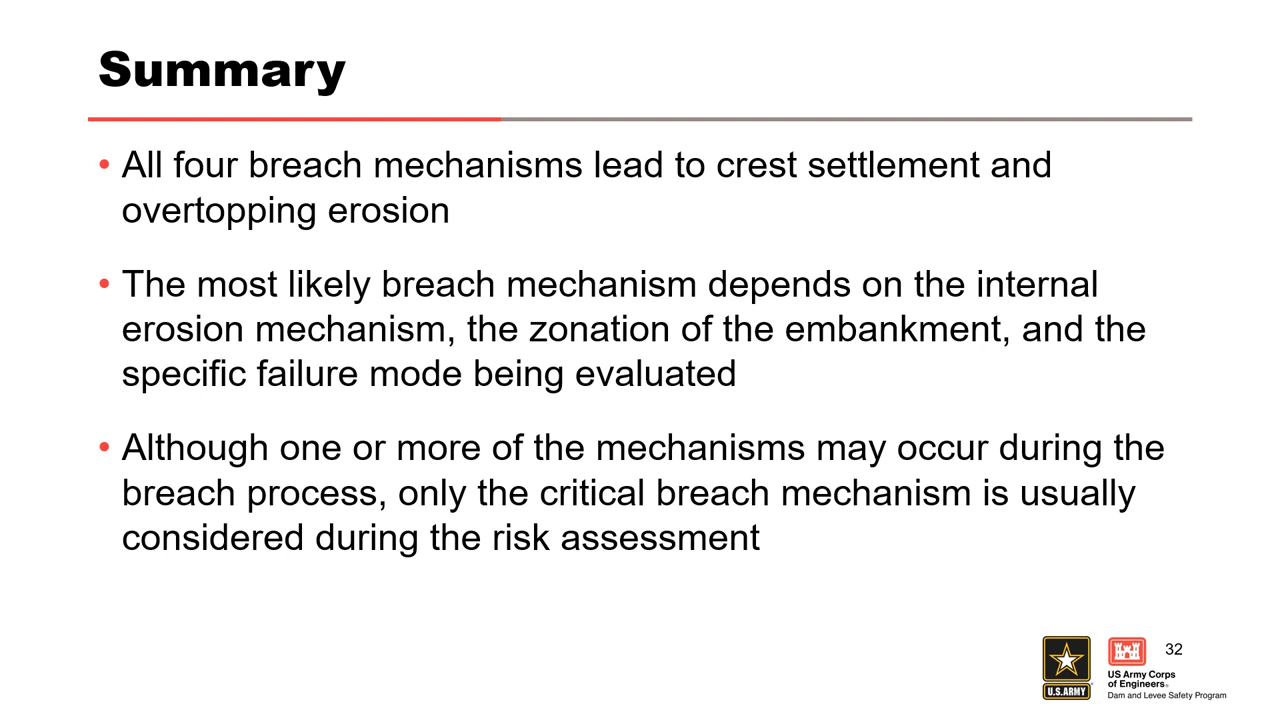 Summary
• All four breach mechanisms lead to crest settlement and
overtopping erosion
• The most likely breach mechanism depends on the internal
erosion mechanism, the zonation of the embankment, and the
specific failure mode being evaluated
• Although one or more of the mechanisms may occur during the
breach process, only the critical breach mechanism is usually
considered during the risk assessment
32
U.S.ARMY
US Army Corps
of Engineers®
Dam and Levee Safety Program